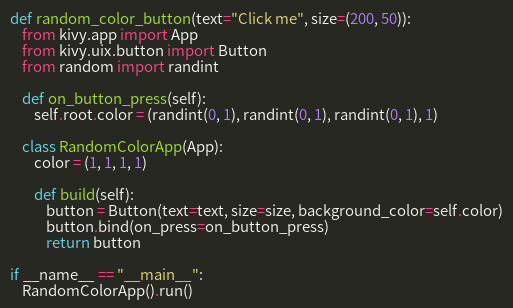 def random_color_button(text="Click me", size=(200, 50)):
    from kivy.app import App
    from kivy.uix.button import Button
    from random import randint

    def on_button_press(self):
        self.root.color = (randint(0, 1), randint(0, 1), randint(0, 1), 1)

    class RandomColorApp(App):
        color = (1, 1, 1, 1)

        def build(self):
            button = Button(text=text, size=size, background_color=self.color)
            button.bind(on_press=on_button_press)
            return button

if __name__ == "__main__":
    RandomColorApp().run()